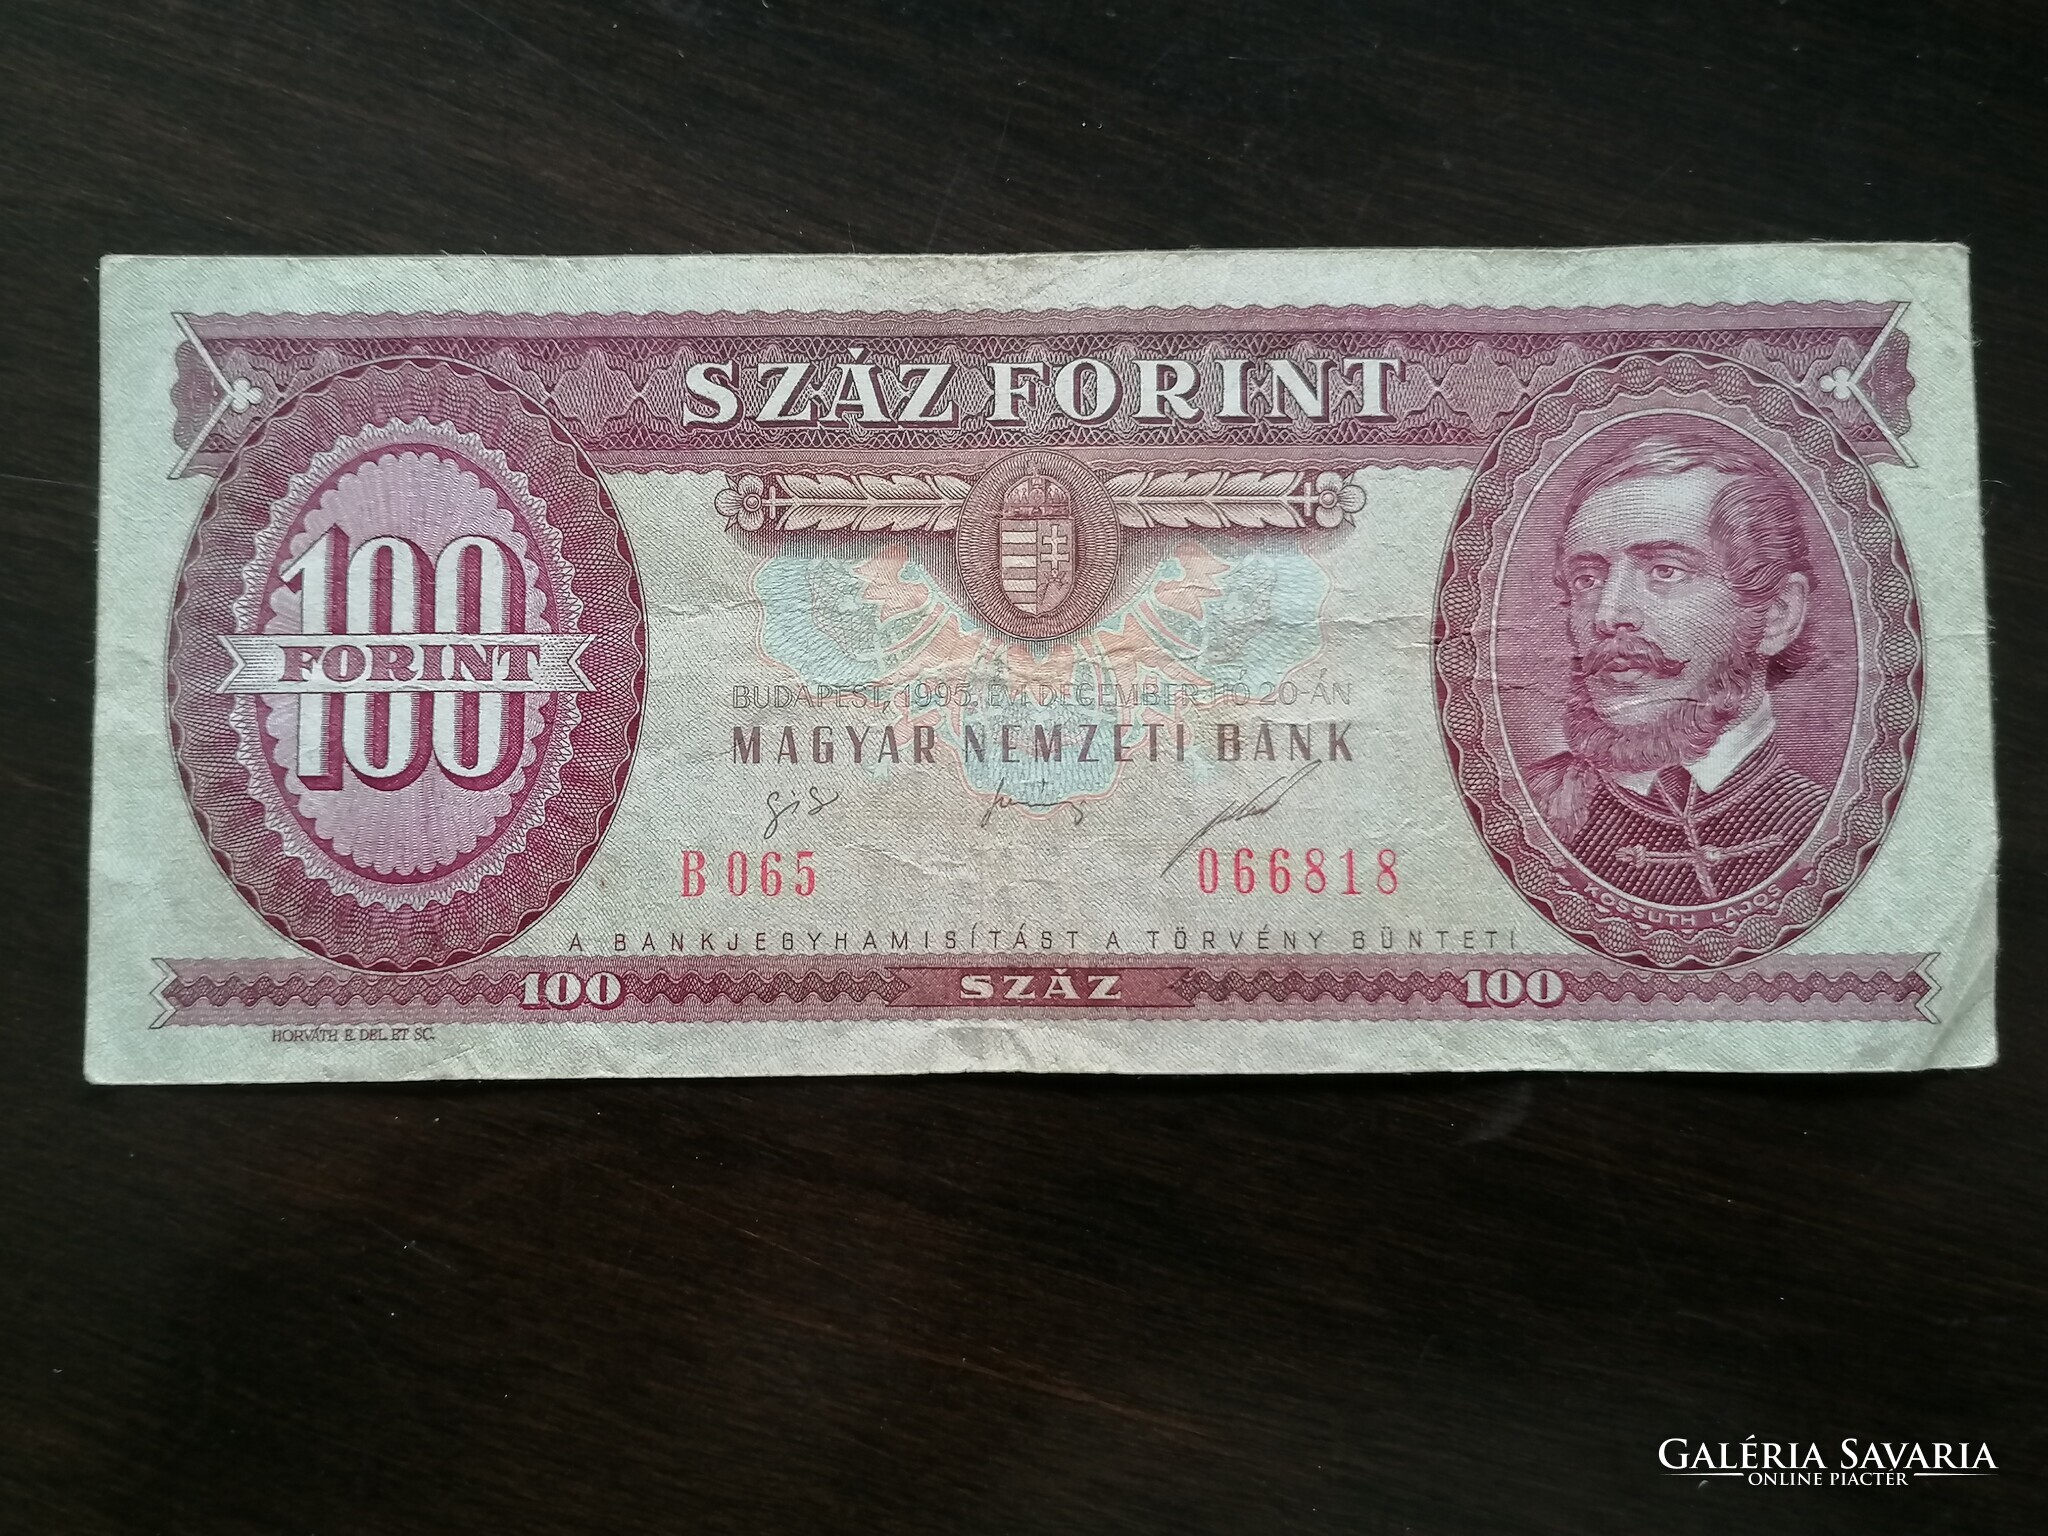 SZÁZ FORINT
100
FORINT
100
BUDAPEST, 1995. ÉVI DECEMBER HÓ 20-ÁN
MAGYAR NEMZETI BANK
B 065
066818
KOSSUTH LAJOS
A BANKJEGYHAMISÍTÁST A TÖRVÉNY BÜNTETI
100 SZÁZ 100
HORVÁTH E. DEL. ET SC.
GALÉRIA SAVARIA
ONLINE PIACTÉR